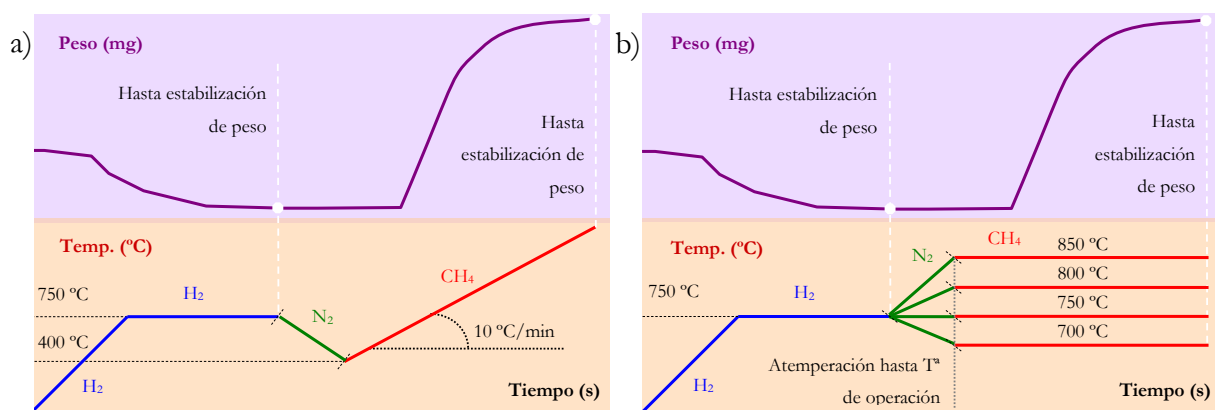 a)
Peso (mg)
Hasta estabilización
de peso
Hasta
estabilización de
peso
Temp. (ºC)
CH₄
750 ºC
H₂
N₂
10 ºC/min
400 ºC
H₂
Tiempo (s)
b)
Peso (mg)
Hasta estabilización
de peso
Hasta
estabilización
de peso
Temp. (ºC)
N₂
CH₄
850 ºC
750 ºC
H₂
800 ºC
750 ºC
700 ºC
H₂
Atemperación hasta Tª
de operación
Tiempo (s)